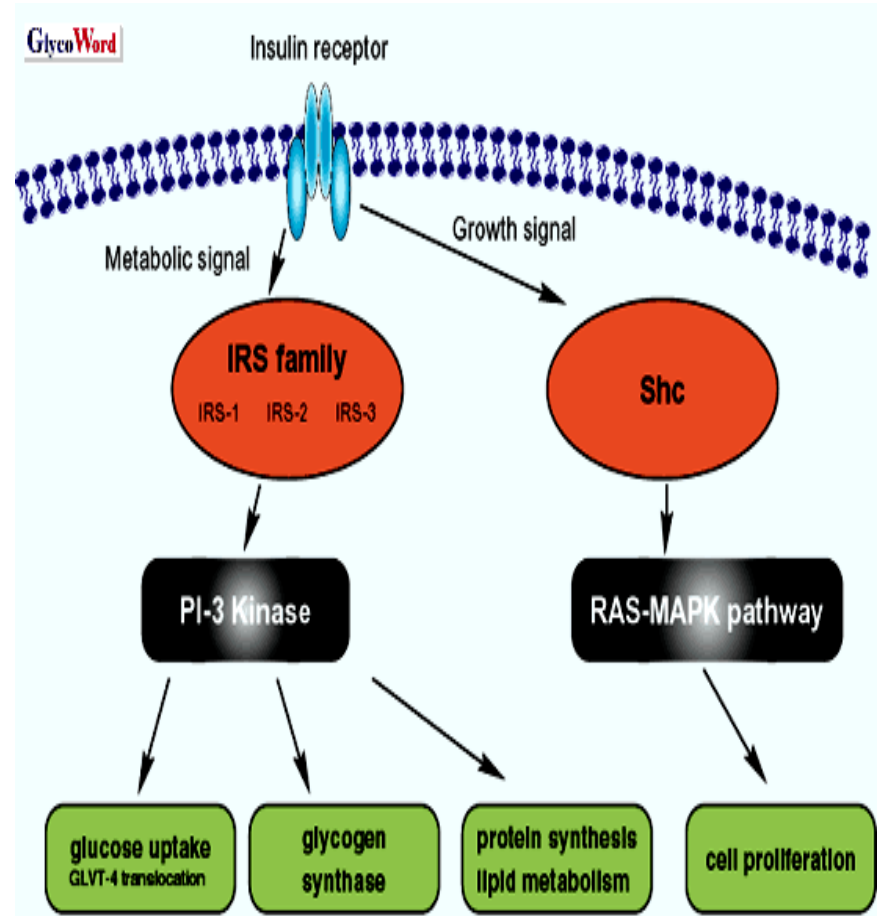 GlycoWord
Insulin receptor
Growth signal
Metabolic signal
IRS family
IRS-1 IRS-2 IRS-3
Shc
PI-3 Kinase
RAS-MAPK pathway
glucose uptake
GLVT-4 translocation
glycogen
synthase
protein synthesis
lipid metabolism
cell proliferation